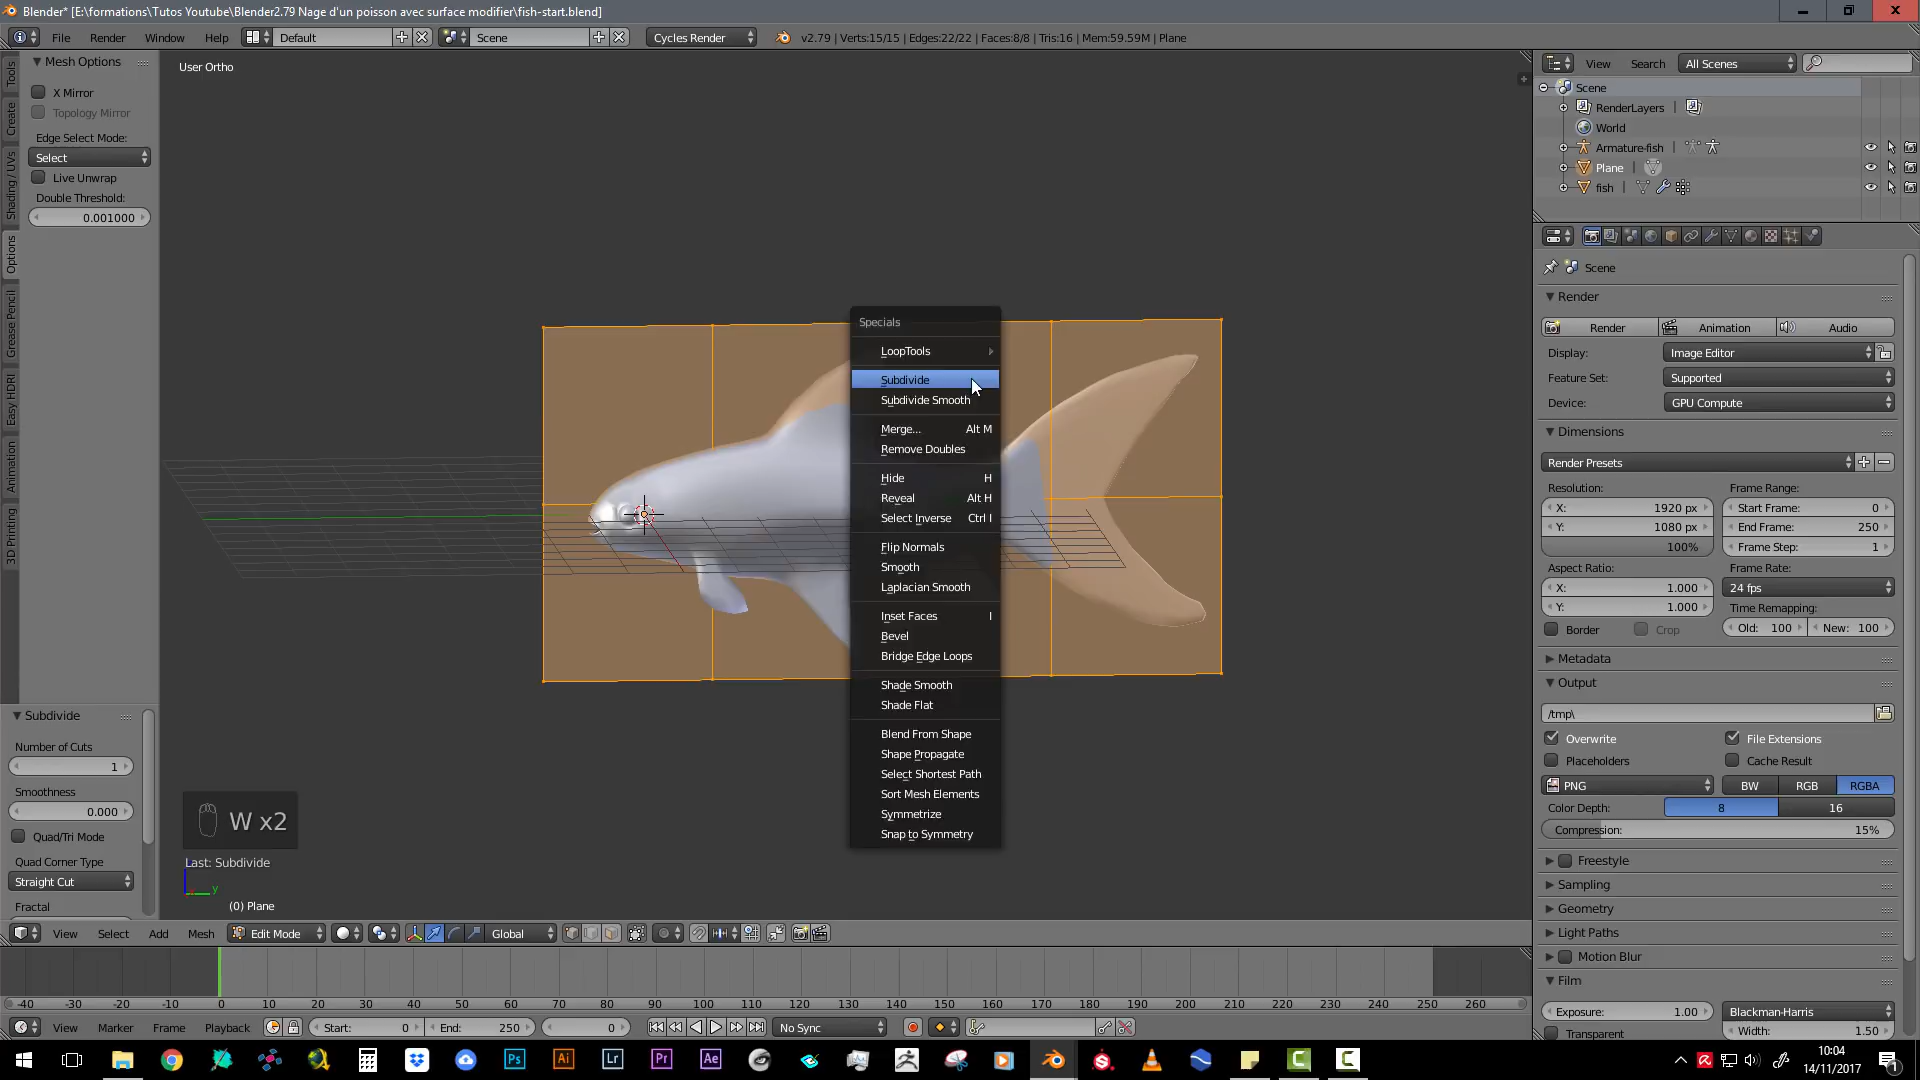 Blender* [E:\formations\Tutos Youtube\Blender2.79 Nage d'un poisson avec surface modifier\fish-start.blend]
File Render Window Help Default Scene Cycles Render v2.79 | Verts:15/15 | Edges:22/22 | Faces:8/8 | Tris:16 | Mem:59.59M | Plane
Mesh Options
X Mirror
Topology Mirror
Edge Select Mode:
Select
Live Unwrap
Double Threshold:
0.001000
Tools
Create
Shading / UVs
Options
Grease Pencil
Easy HDRI
Animation
3D Printing
Subdivide
Number of Cuts
1
Smoothness
0.000
Quad/Tri Mode
Quad Corner Type
Straight Cut
Fractal
User Ortho
W x2
Last: Subdivide
y
(0) Plane
Specials
LoopTools
Subdivide
Subdivide Smooth
Merge... Alt M
Remove Doubles
Hide H
Reveal Alt H
Select Inverse Ctrl I
Flip Normals
Smooth
Laplacian Smooth
Inset Faces I
Bevel
Bridge Edge Loops
Shade Smooth
Shade Flat
Blend From Shape
Shape Propagate
Select Shortest Path
Sort Mesh Elements
Symmetrize
Snap to Symmetry
View Select Add Mesh Edit Mode Global
-40 -30 -20 -10 0 10 20 30 40 50 60 70 80 90 100 110 120 130 140 150 160 170 180 190 200 210 220 230 240 250 260
View Marker Frame Playback Start: 0 End: 250 0 No Sync
View Search All Scenes
Scene
RenderLayers
World
Armature-fish
Plane
fish
Scene
Render
Render Animation Audio
Display: Image Editor
Feature Set: Supported
Device: GPU Compute
Dimensions
Render Presets
Resolution: Frame Range:
X: 1920 px Start Frame: 0
Y: 1080 px End Frame: 250
100% Frame Step: 1
Aspect Ratio: Frame Rate:
X: 1.000 24 fps
Y: 1.000 Time Remapping:
Border Crop Old: 100 New: 100
Metadata
Output
/tmp\
Overwrite File Extensions
Placeholders Cache Result
PNG BW RGB RGBA
Color Depth: 8 16
Compression: 15%
Freestyle
Sampling
Geometry
Light Paths
Motion Blur
Film
Exposure: 1.00 Blackman-Harris
Transparent Width: 1.50
Ps Ai Lr Pr Ae
10:04
14/11/2017
1